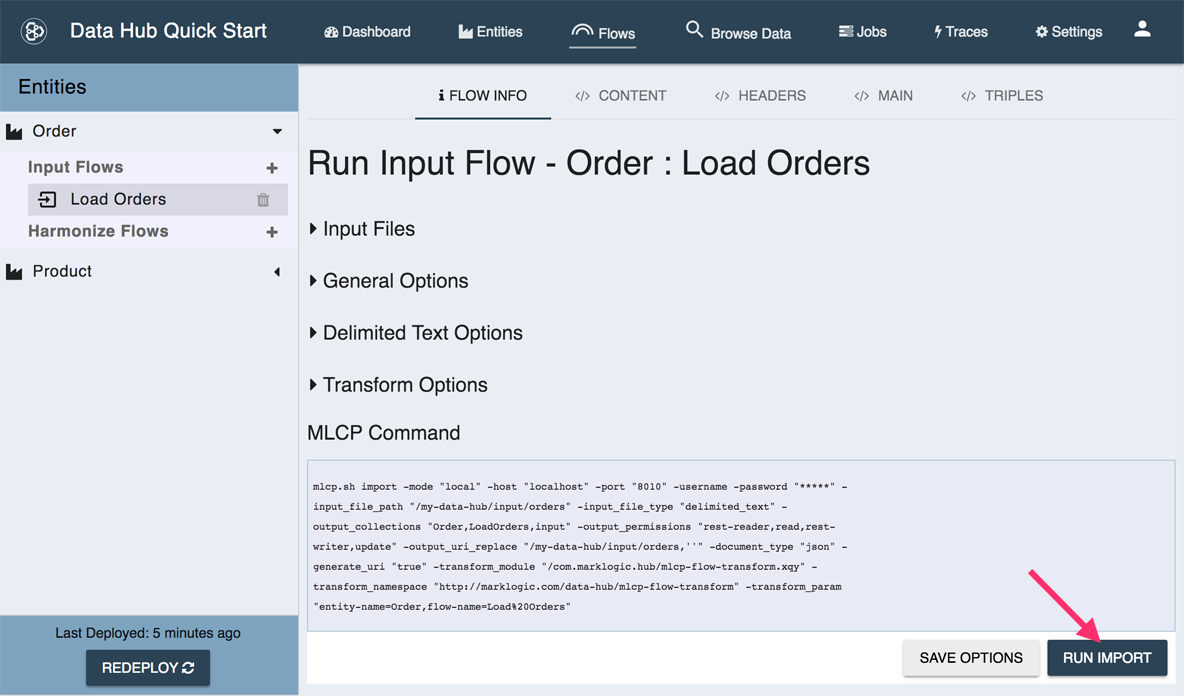 Data Hub Quick Start
Dashboard
Entities
Flows
Browse Data
Jobs
Traces
Settings
Entities
Order
Input Flows +
Load Orders
Harmonize Flows +
Product
Last Deployed: 5 minutes ago
REDEPLOY
FLOW INFO
</> CONTENT
</> HEADERS
</> MAIN
</> TRIPLES
Run Input Flow - Order : Load Orders
Input Files
General Options
Delimited Text Options
Transform Options
MLCP Command
mlcp.sh import -mode "local" -host "localhost" -port "8010" -username -password "*****" -
input_file_path "/my-data-hub/input/orders" -input_file_type "delimited_text" -
output_collections "Order,LoadOrders,input" -output_permissions "rest-reader,read,rest-
writer,update" -output_uri_replace "/my-data-hub/input/orders,''" -document_type "json" -
generate_uri "true" -transform_module "/com.marklogic.hub/mlcp-flow-transform.xqy" -
transform_namespace "http://marklogic.com/data-hub/mlcp-flow-transform" -transform_param
"entity-name=Order,flow-name=Load%20Orders"
SAVE OPTIONS
RUN IMPORT